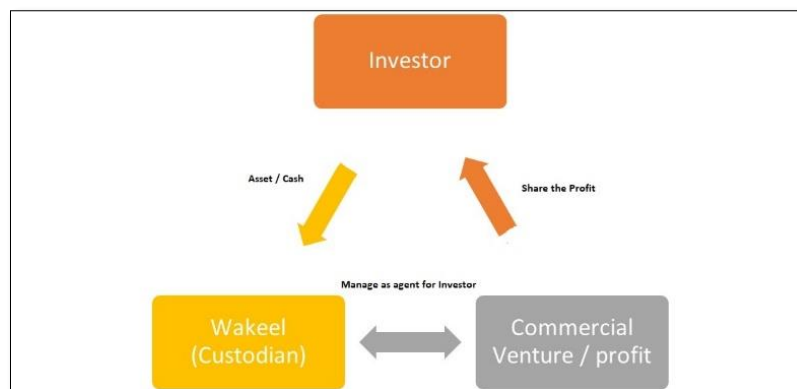 Investor
Asset / Cash
Share the Profit
Manage as agent for Investor
Wakeel
(Custodian)
Commercial
Venture / profit